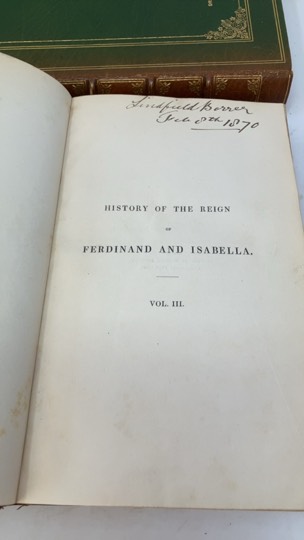 Lindfield Borrer
Feb 8th 1870
HISTORY OF THE REIGN
OF
FERDINAND AND ISABELLA.
VOL. III.